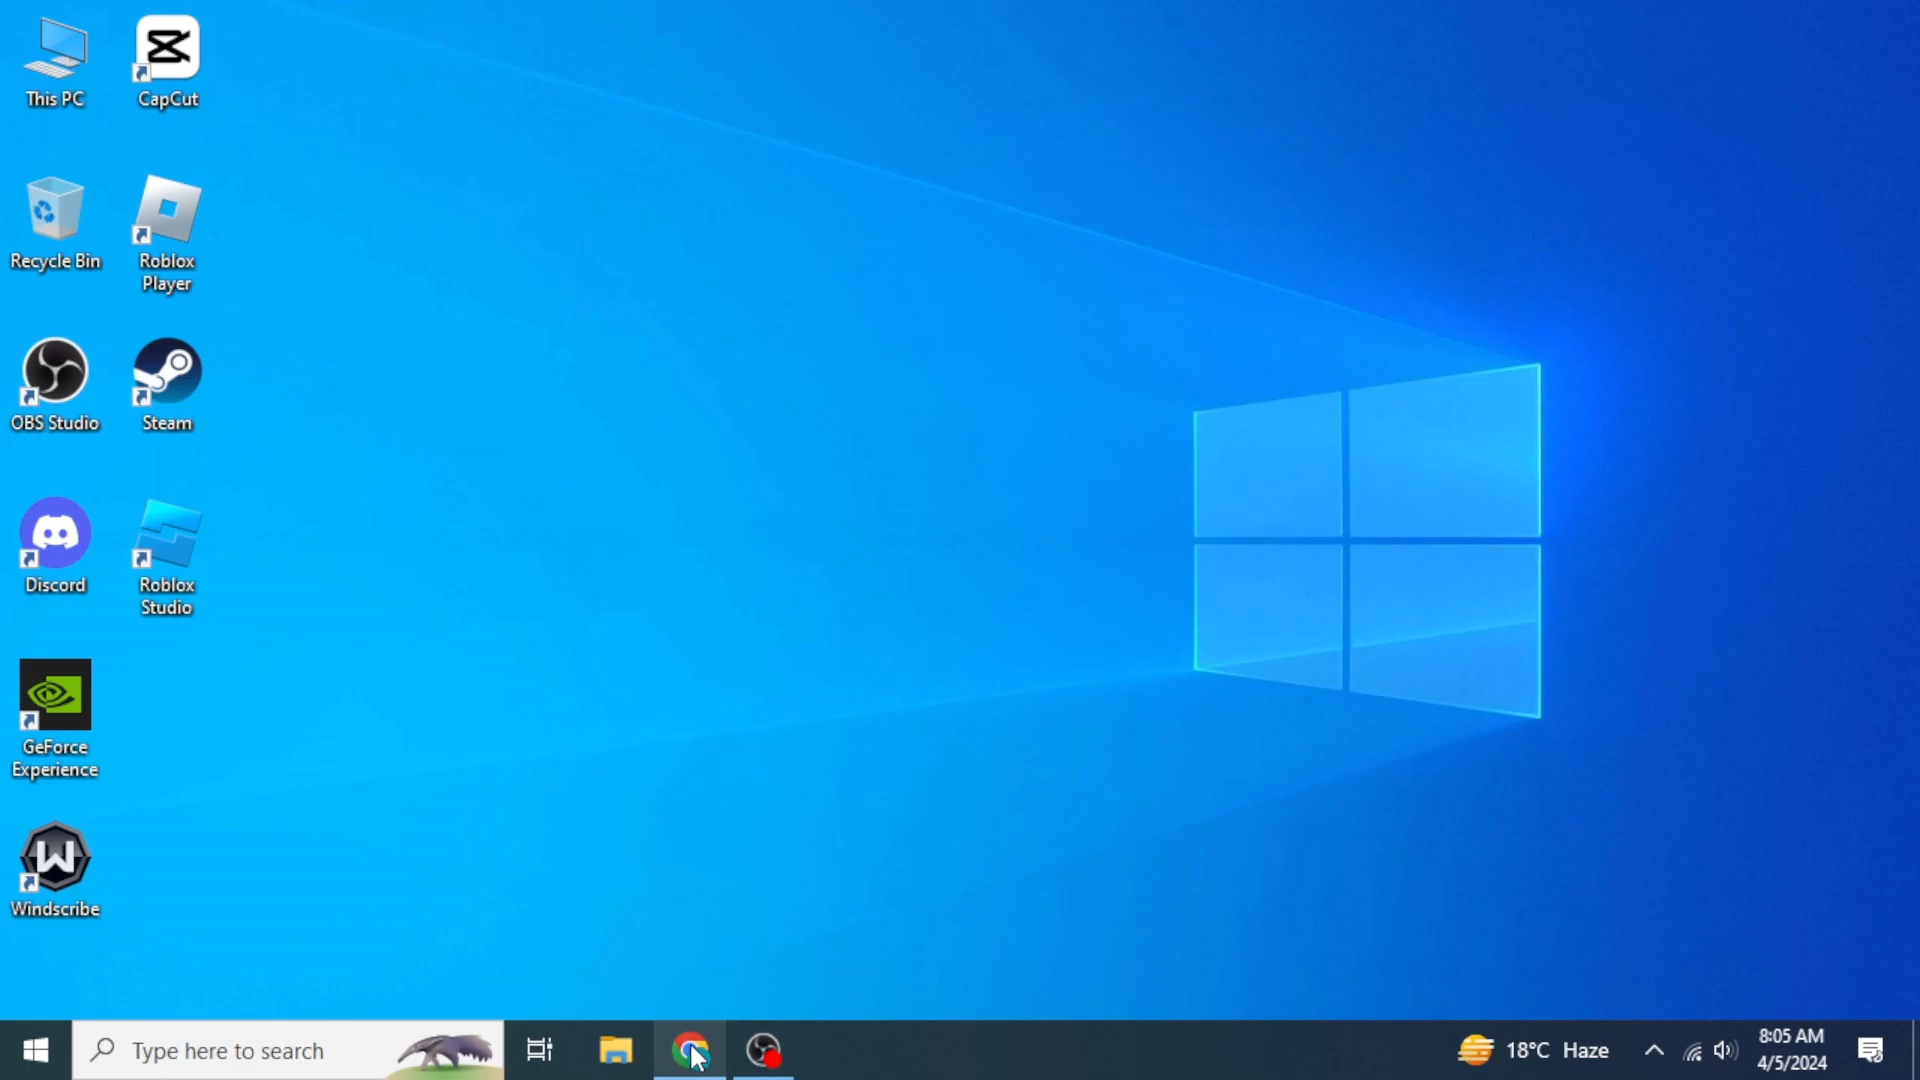 This PC
CapCut
Recycle Bin
Roblox
Player
OBS Studio
Steam
Discord
Roblox
Studio
GeForce
Experience
Windscribe
Type here to search
18°C Haze
8:05 AM
4/5/2024